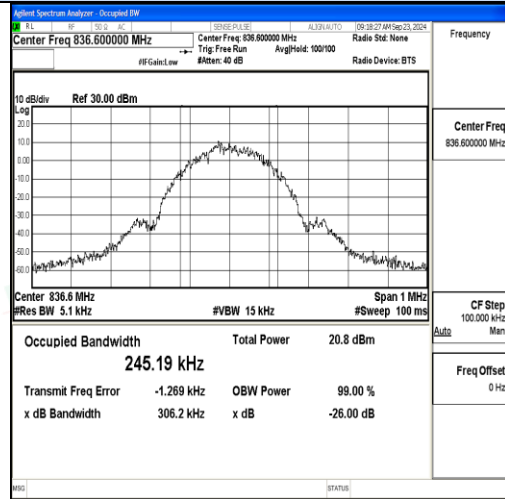 Agilent Spectrum Analyzer - Occupied BW
RL RF 50 Ω AC SENSE:PULSE ALIGNAUTO 09:18:27 AM Sep 23, 2024
Center Freq 836.600000 MHz
Center Freq: 836.600000 MHz
Radio Std: None
Trig: Free Run Avg|Hold: 100/100
#IFGain:Low #Atten: 40 dB Radio Device: BTS
Frequency
10 dB/div Ref 30.00 dBm
Log
20.0
10.0
0.00
-10.0
-20.0
-30.0
-40.0
-50.0
-60.0
Center Freq
836.600000 MHz
Center 836.6 MHz Span 1 MHz
#Res BW 5.1 kHz #VBW 15 kHz #Sweep 100 ms
CF Step
100.000 kHz
Auto Man
Occupied Bandwidth Total Power 20.8 dBm
245.19 kHz
Transmit Freq Error -1.269 kHz OBW Power 99.00 %
x dB Bandwidth 306.2 kHz x dB -26.00 dB
Freq Offset
0 Hz
MSG STATUS